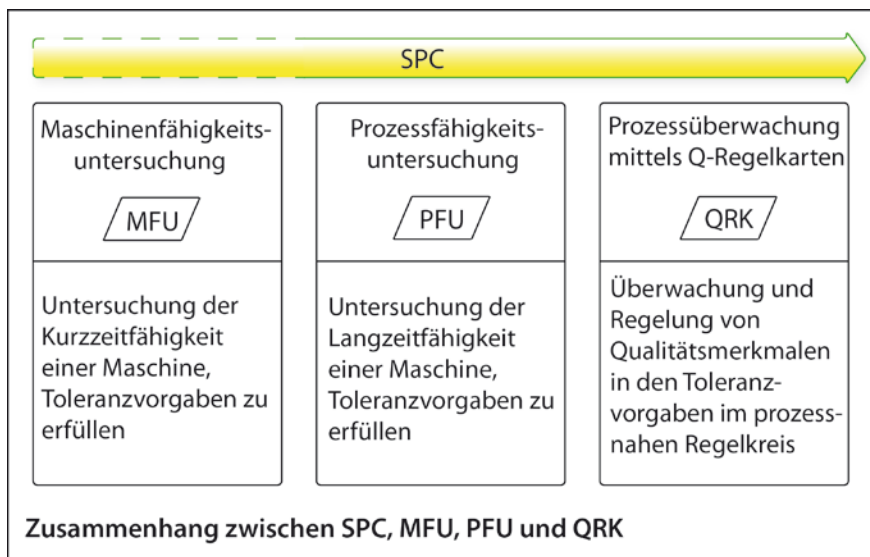 SPC
Maschinenfähigkeits-
untersuchung
MFU
Untersuchung der
Kurzzeitfähigkeit
einer Maschine,
Toleranzvorgaben zu
erfüllen
Prozessfähigkeits-
untersuchung
PFU
Untersuchung der
Langzeitfähigkeit
einer Maschine,
Toleranzvorgaben zu
erfüllen
Prozessüberwachung
mittels Q-Regelkarten
QRK
Überwachung und
Regelung von
Qualitätsmerkmalen
in den Toleranz-
vorgaben im prozess-
nahen Regelkreis
Zusammenhang zwischen SPC, MFU, PFU und QRK